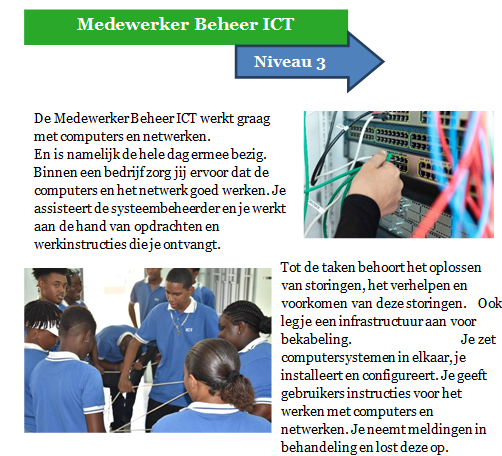 Medewerker Beheer ICT
Niveau 3
De Medewerker Beheer ICT werkt graag
met computers en netwerken.
En is namelijk de hele dag ermee bezig.
Binnen een bedrijf zorg jij ervoor dat de
computers en het netwerk goed werken. Je
assisteert de systeembeheerder en je werkt
aan de hand van opdrachten en
werkinstructies die je ontvangt.
Tot de taken behoort het oplossen
van storingen, het verhelpen en
voorkomen van deze storingen. Ook
leg je een infrastructuur aan voor
bekabeling. Je zet
computersystemen in elkaar, je
installeert en configureert. Je geeft
gebruikers instructies voor het
werken met computers en
netwerken. Je neemt meldingen in
behandeling en lost deze op.